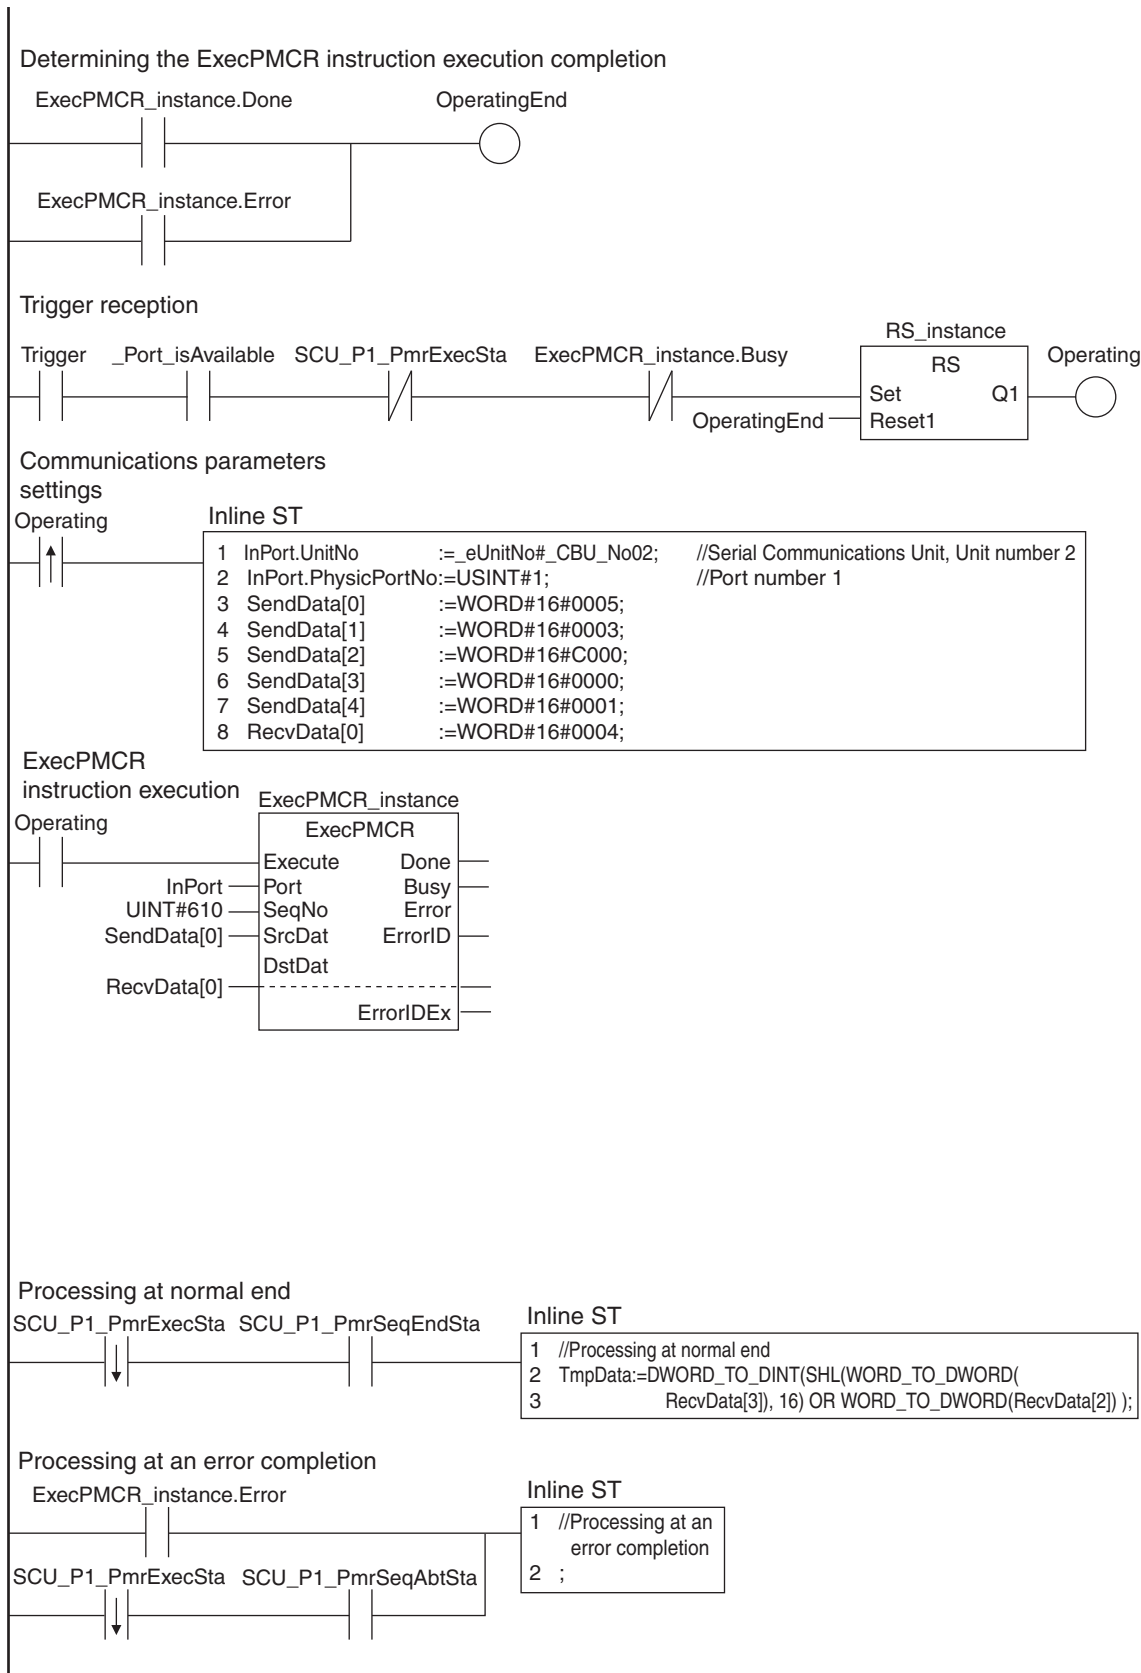 Determining the ExecPMCR instruction execution completion
ExecPMCR_instance.Done OperatingEnd
ExecPMCR_instance.Error
Trigger reception
RS_instance
Trigger _Port_isAvailable SCU_P1_PmrExecSta ExecPMCR_instance.Busy RS Operating
Set Q1
OperatingEnd Reset1
Communications parameters
settings
Operating Inline ST
1 InPort.UnitNo :=_eUnitNo#_CBU_No02; //Serial Communications Unit, Unit number 2
2 InPort.PhysicPortNo:=USINT#1; //Port number 1
3 SendData[0] :=WORD#16#0005;
4 SendData[1] :=WORD#16#0003;
5 SendData[2] :=WORD#16#C000;
6 SendData[3] :=WORD#16#0000;
7 SendData[4] :=WORD#16#0001;
8 RecvData[0] :=WORD#16#0004;
ExecPMCR
instruction execution ExecPMCR_instance
Operating ExecPMCR
Execute Done
InPort Port Busy
UINT#610 SeqNo Error
SendData[0] SrcDat ErrorID
DstDat
RecvData[0]
ErrorIDEx
Processing at normal end
SCU_P1_PmrExecSta SCU_P1_PmrSeqEndSta Inline ST
1 //Processing at normal end
2 TmpData:=DWORD_TO_DINT(SHL(WORD_TO_DWORD(
3 RecvData[3]), 16) OR WORD_TO_DWORD(RecvData[2]) );
Processing at an error completion
ExecPMCR_instance.Error Inline ST
1 //Processing at an
error completion
2 ;
SCU_P1_PmrExecSta SCU_P1_PmrSeqAbtSta